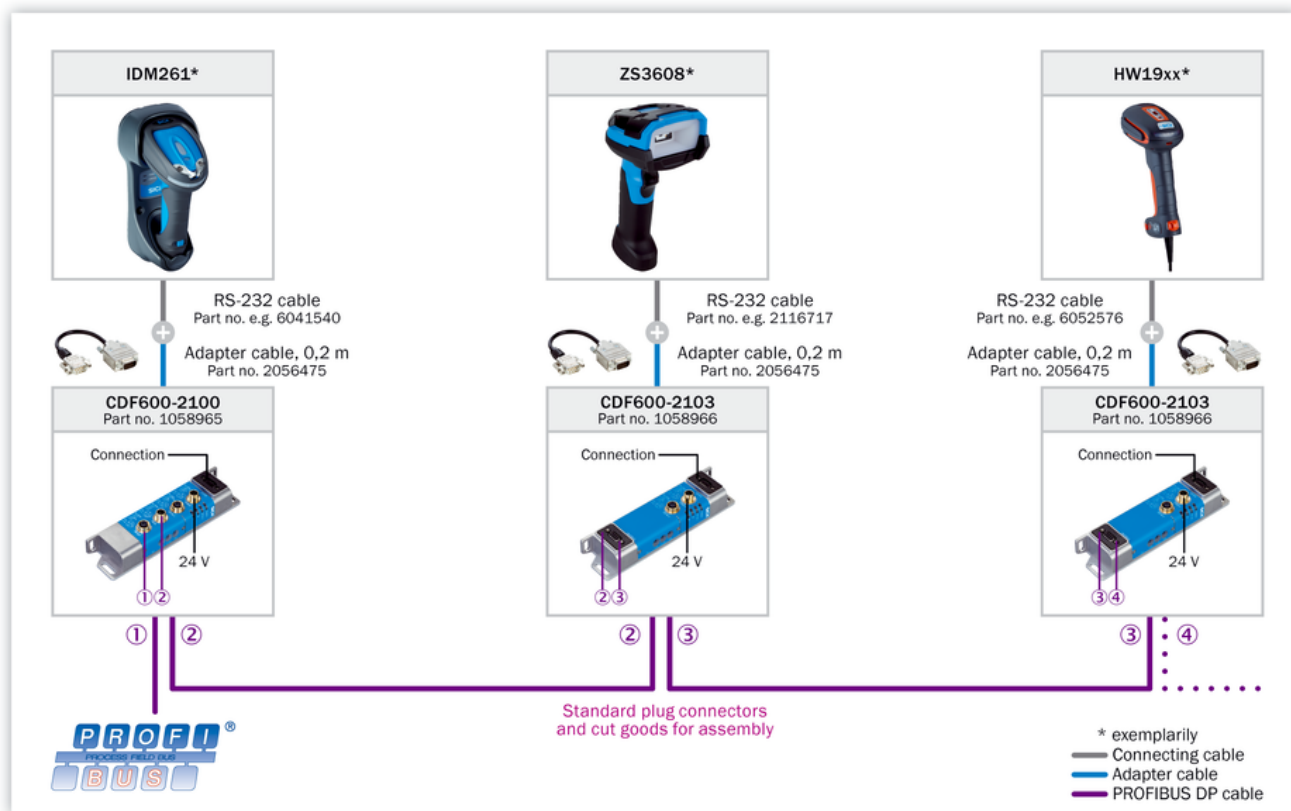 IDM261*
RS-232 cable
Part no. e.g. 6041540
Adapter cable, 0,2 m
Part no. 2056475
CDF600-2100
Part no. 1058965
Connection
24 V
①②
① ②
ZS3608*
RS-232 cable
Part no. e.g. 2116717
Adapter cable, 0,2 m
Part no. 2056475
CDF600-2103
Part no. 1058966
Connection
24 V
②③
② ③
HW19xx*
RS-232 cable
Part no. e.g. 6052576
Adapter cable, 0,2 m
Part no. 2056475
CDF600-2103
Part no. 1058966
Connection
24 V
③④
③ ④
PROFI®
PROCESS FIELD BUS
BUS
Standard plug connectors
and cut goods for assembly
* exemplarily
Connecting cable
Adapter cable
PROFIBUS DP cable